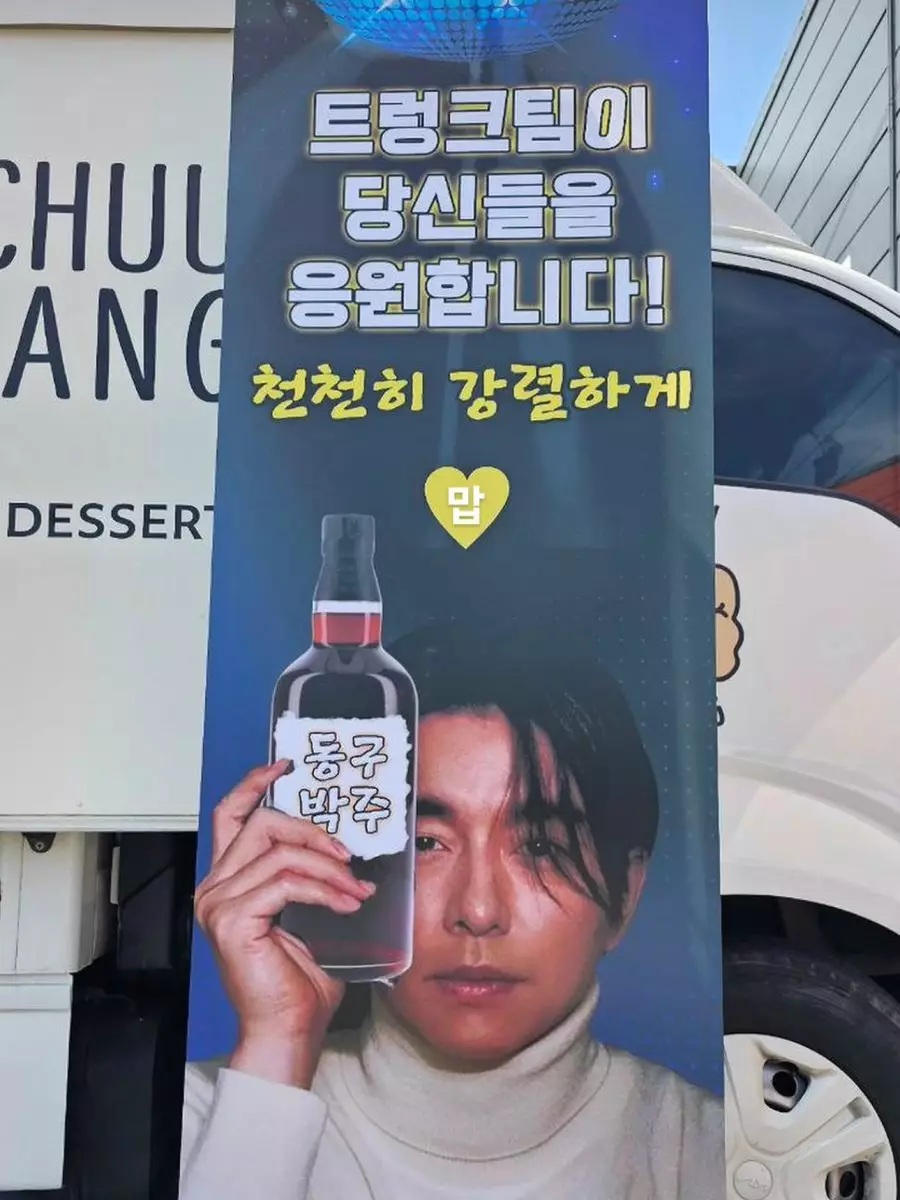 트렁크팀이
당신들을
응원합니다!
천천히 강렬하게
맙
동구
박주
CHUU
ANG
DESSERT